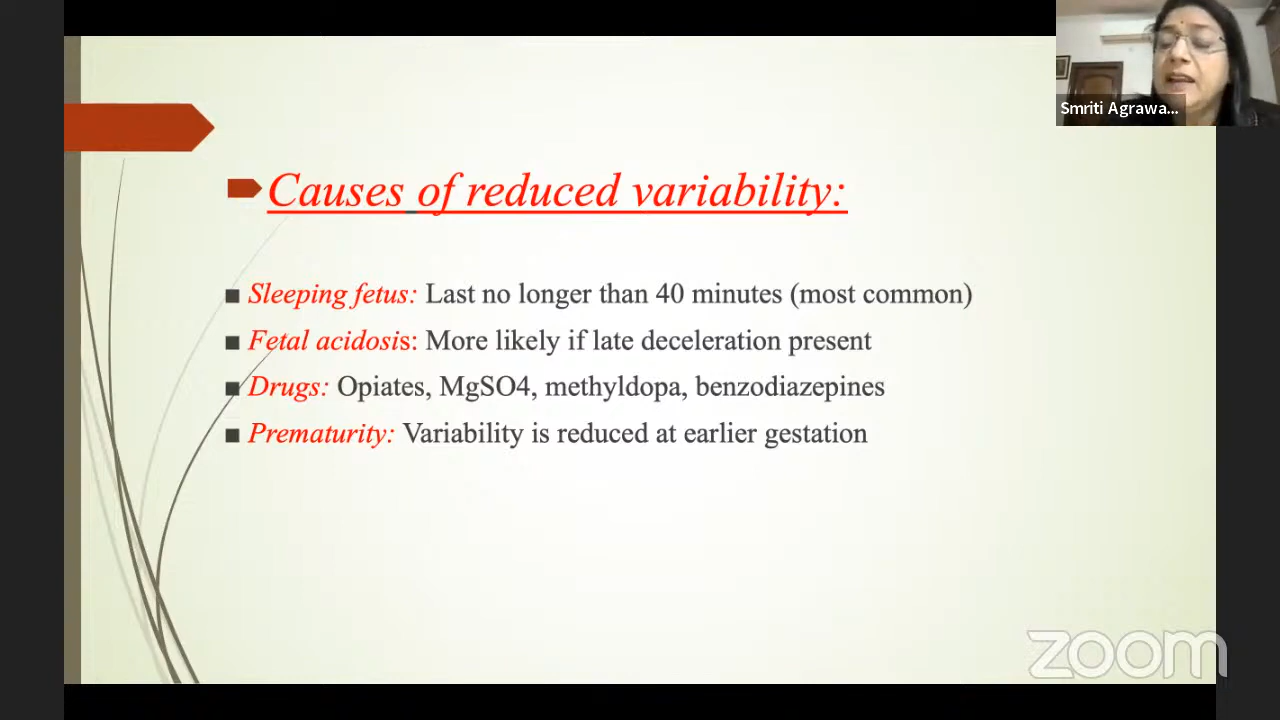 Smriti Agrawa...
Causes of reduced variability:
Sleeping fetus: Last no longer than 40 minutes (most common)
Fetal acidosis: More likely if late deceleration present
Drugs: Opiates, MgSO4, methyldopa, benzodiazepines
Prematurity: Variability is reduced at earlier gestation
zoom